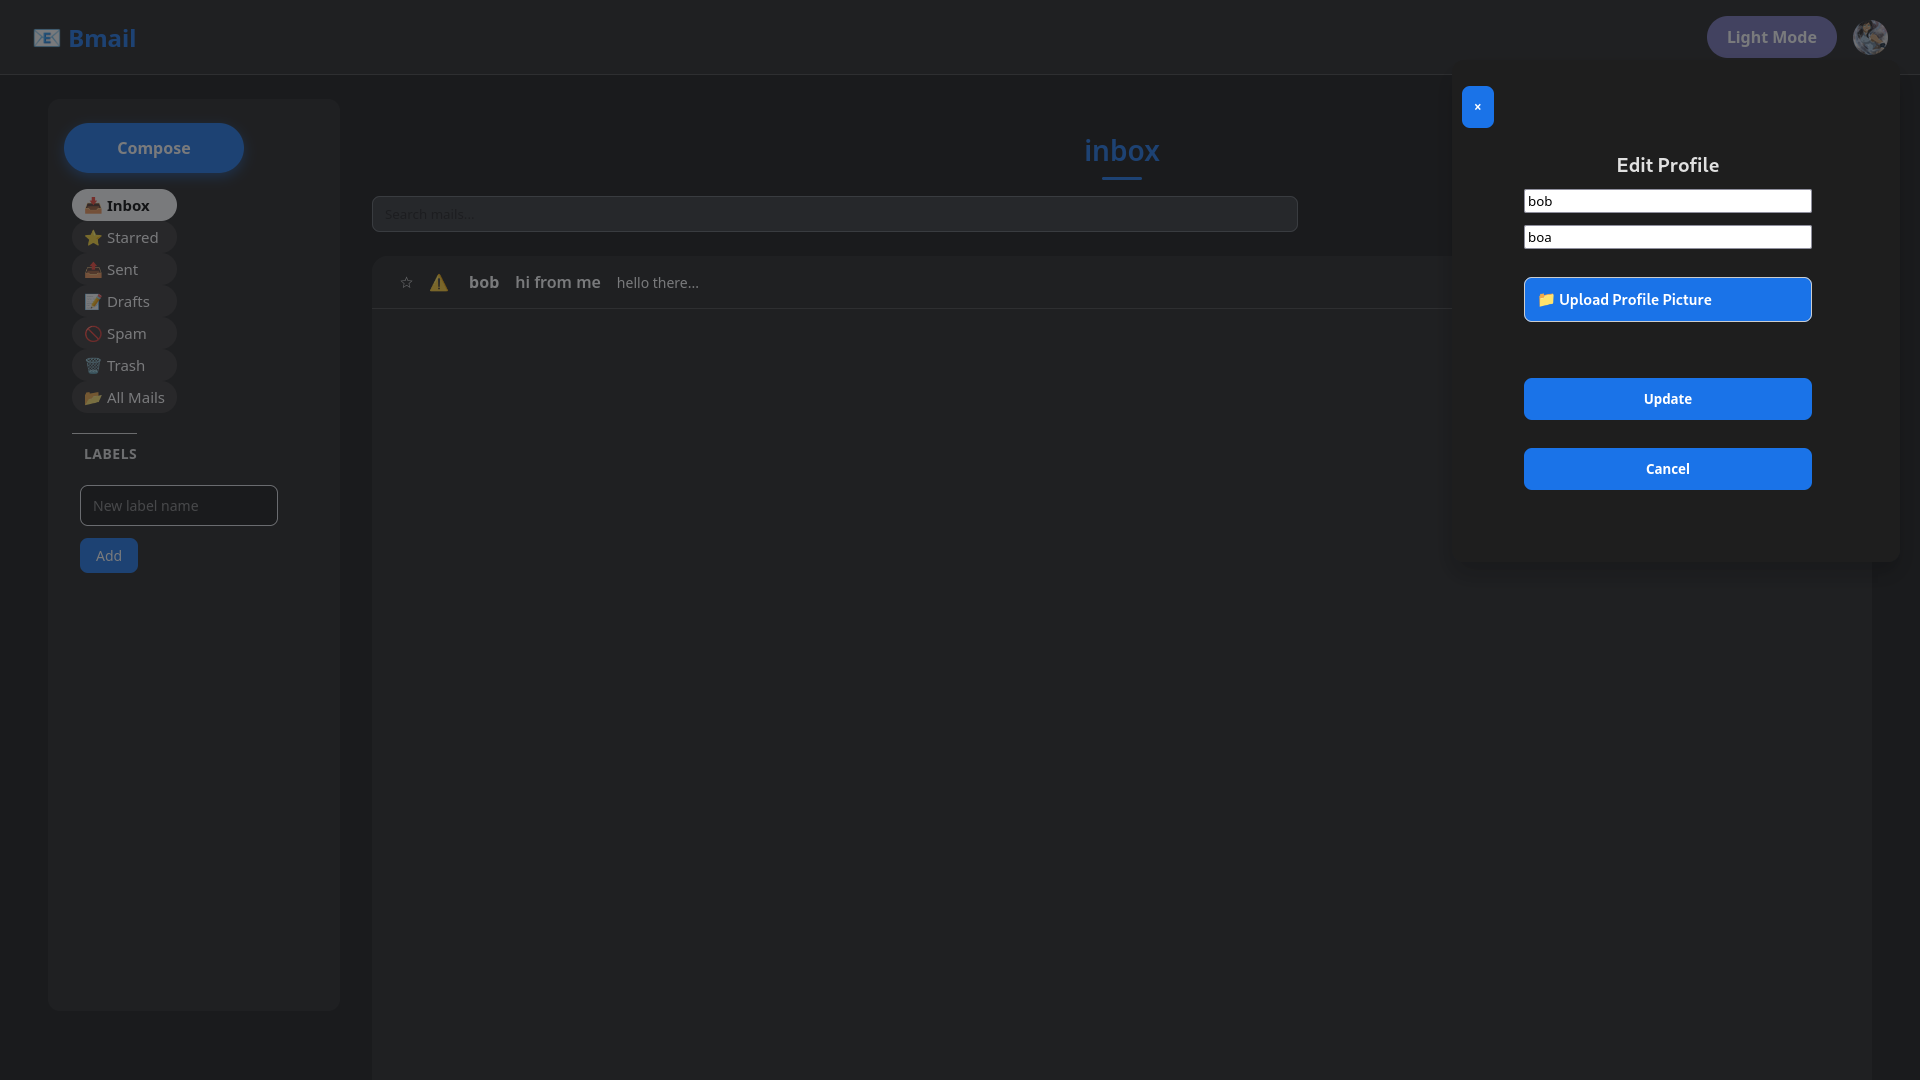 Bmail
Light Mode
×
Compose
Inbox
Starred
Sent
Drafts
Spam
Trash
All Mails
LABELS
New label name
Add
inbox
Search mails...
bob hi from me hello there...
Edit Profile
bob
boa
Upload Profile Picture
Update
Cancel